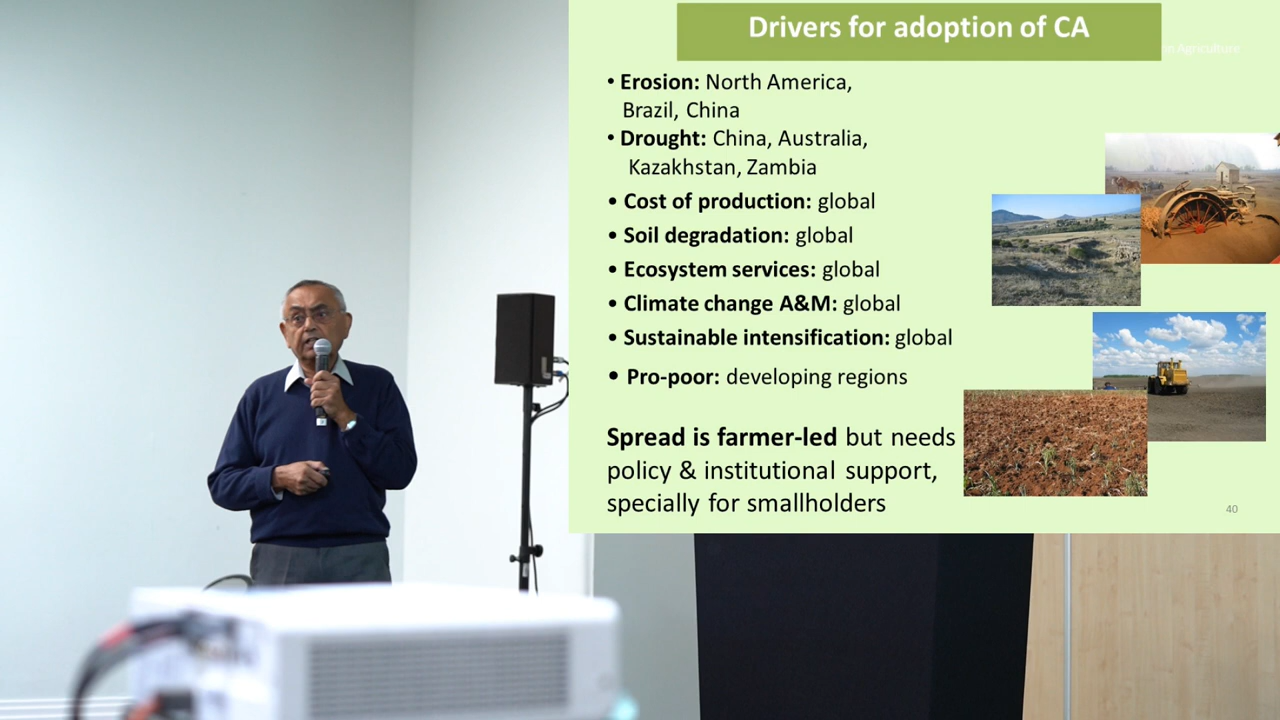 Drivers for adoption of CA
Agriculture
• Erosion: North America,
Brazil, China
• Drought: China, Australia,
Kazakhstan, Zambia
• Cost of production: global
• Soil degradation: global
• Ecosystem services: global
• Climate change A&M: global
• Sustainable intensification: global
• Pro-poor: developing regions
Spread is farmer-led but needs
policy & institutional support,
specially for smallholders
40